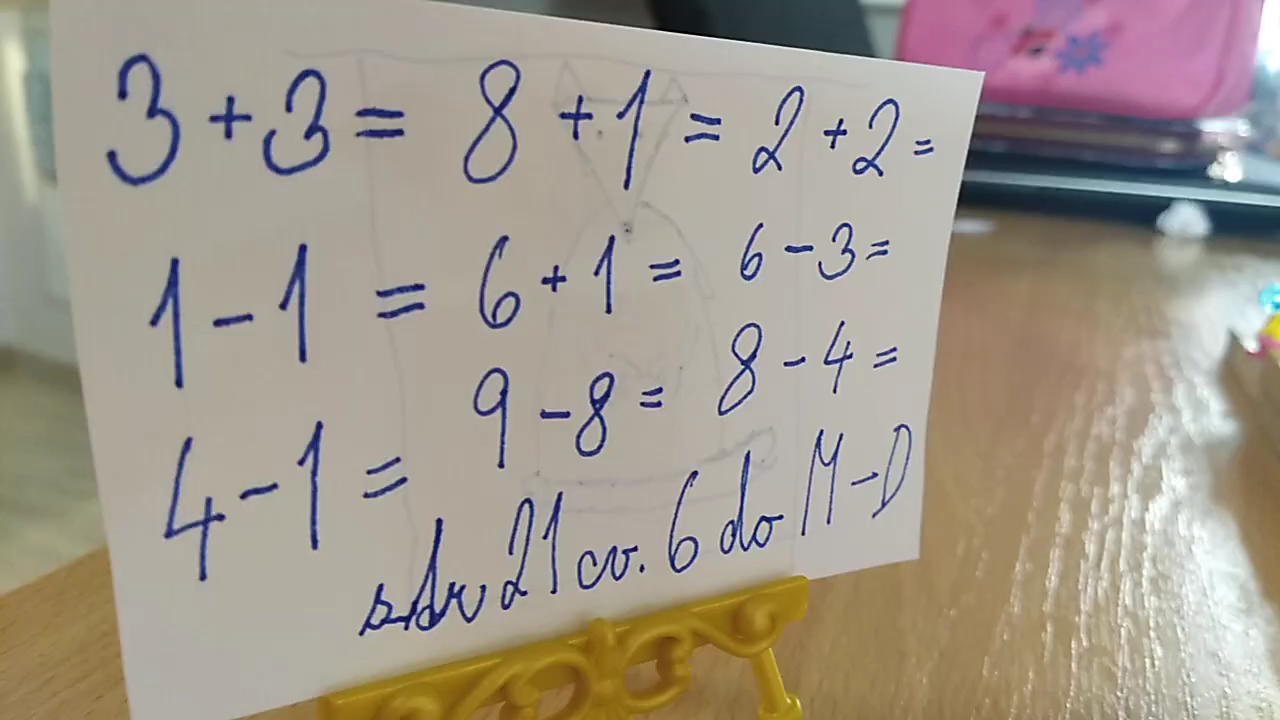 3 + 3 = 8 + 1 = 2 + 2 =
1 - 1 = 6 + 1 = 6 - 3 =
4 - 1 = 9 - 8 = 8 - 4 =
str 21 cv. 6 do M-D